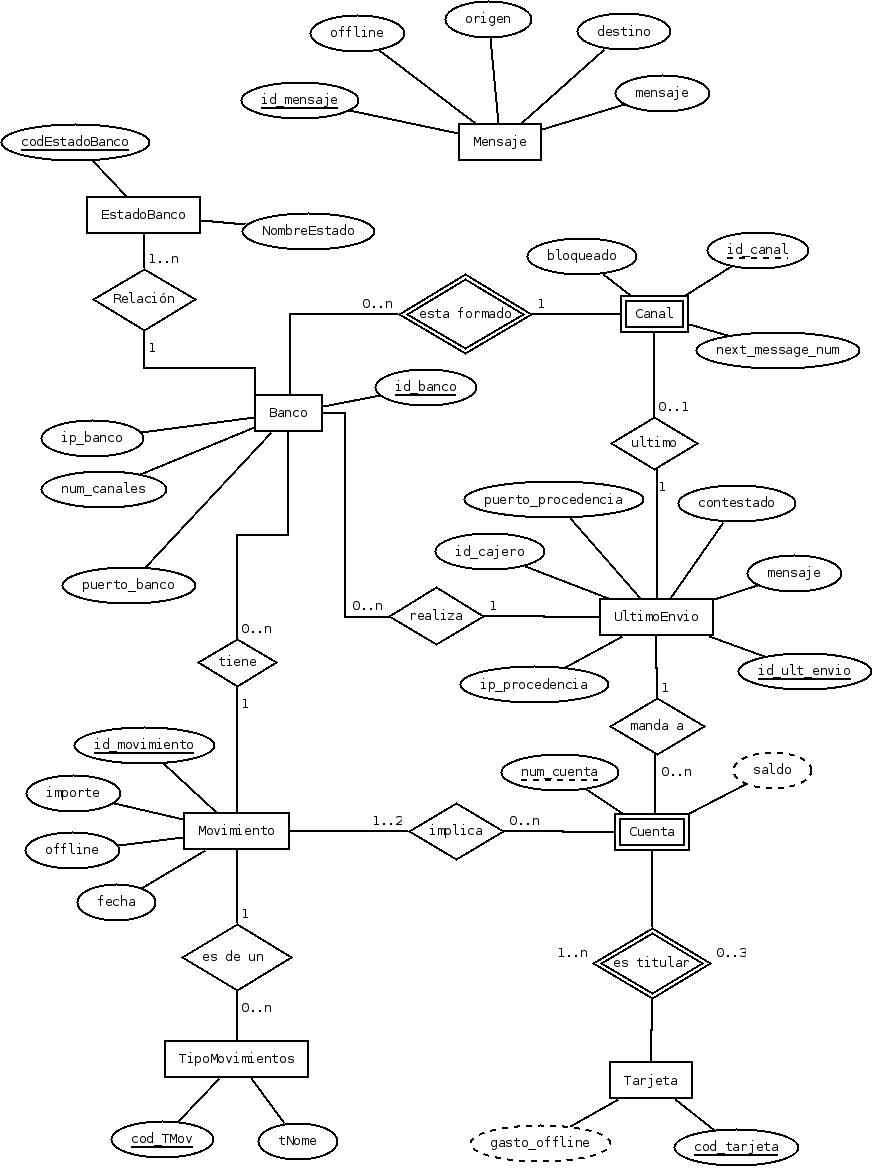 origen
offline
destino
id_mensaje
mensaje
Mensaje
codEstadoBanco
EstadoBanco
NombreEstado
id_canal
bloqueado
1..n
Relación
0..n
1
esta formado
Canal
next_message_num
1
id_banco
0..1
Banco
ip_banco
ultimo
num_canales
1
puerto_procedencia
contestado
id_cajero
mensaje
puerto_banco
0..n
1
realiza
UltimoEnvio
0..n
tiene
id_ult_envio
ip_procedencia
1
1
manda a
id_movimiento
num_cuenta
0..n
saldo
importe
1..2
0..n
Movimiento
implica
Cuenta
offline
fecha
1
1..n
0..3
es de un
es titular
0..n
TipoMovimientos
Tarjeta
cod_TMov
tNome
gasto_offline
cod_tarjeta